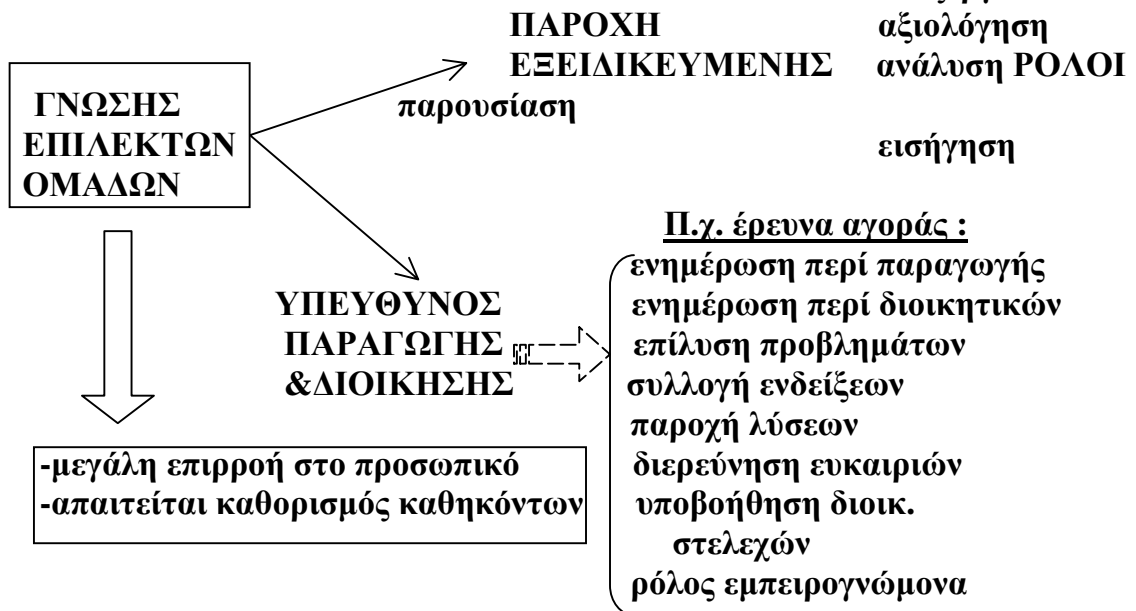 ΠΑΡΟΧΗ αξιολόγηση
ΕΞΕΙΔΙΚΕΥΜΕΝΗΣ ανάλυση ΡΟΛΟΙ
ΓΝΩΣΗΣ παρουσίαση
ΕΠΙΛΕΚΤΩΝ εισήγηση
ΟΜΑΔΩΝ
Π.χ. έρευνα αγοράς :
ενημέρωση περί παραγωγής
ΥΠΕΥΘΥΝΟΣ ενημέρωση περί διοικητικών
ΠΑΡΑΓΩΓΗΣ επίλυση προβλημάτων
&ΔΙΟΙΚΗΣΗΣ συλλογή ενδείξεων
παροχή λύσεων
-μεγάλη επιρροή στο προσωπικό διερεύνηση ευκαιριών
-απαιτείται καθορισμός καθηκόντων υποβοήθηση διοικ.
στελεχών
ρόλος εμπειρογνώμονα